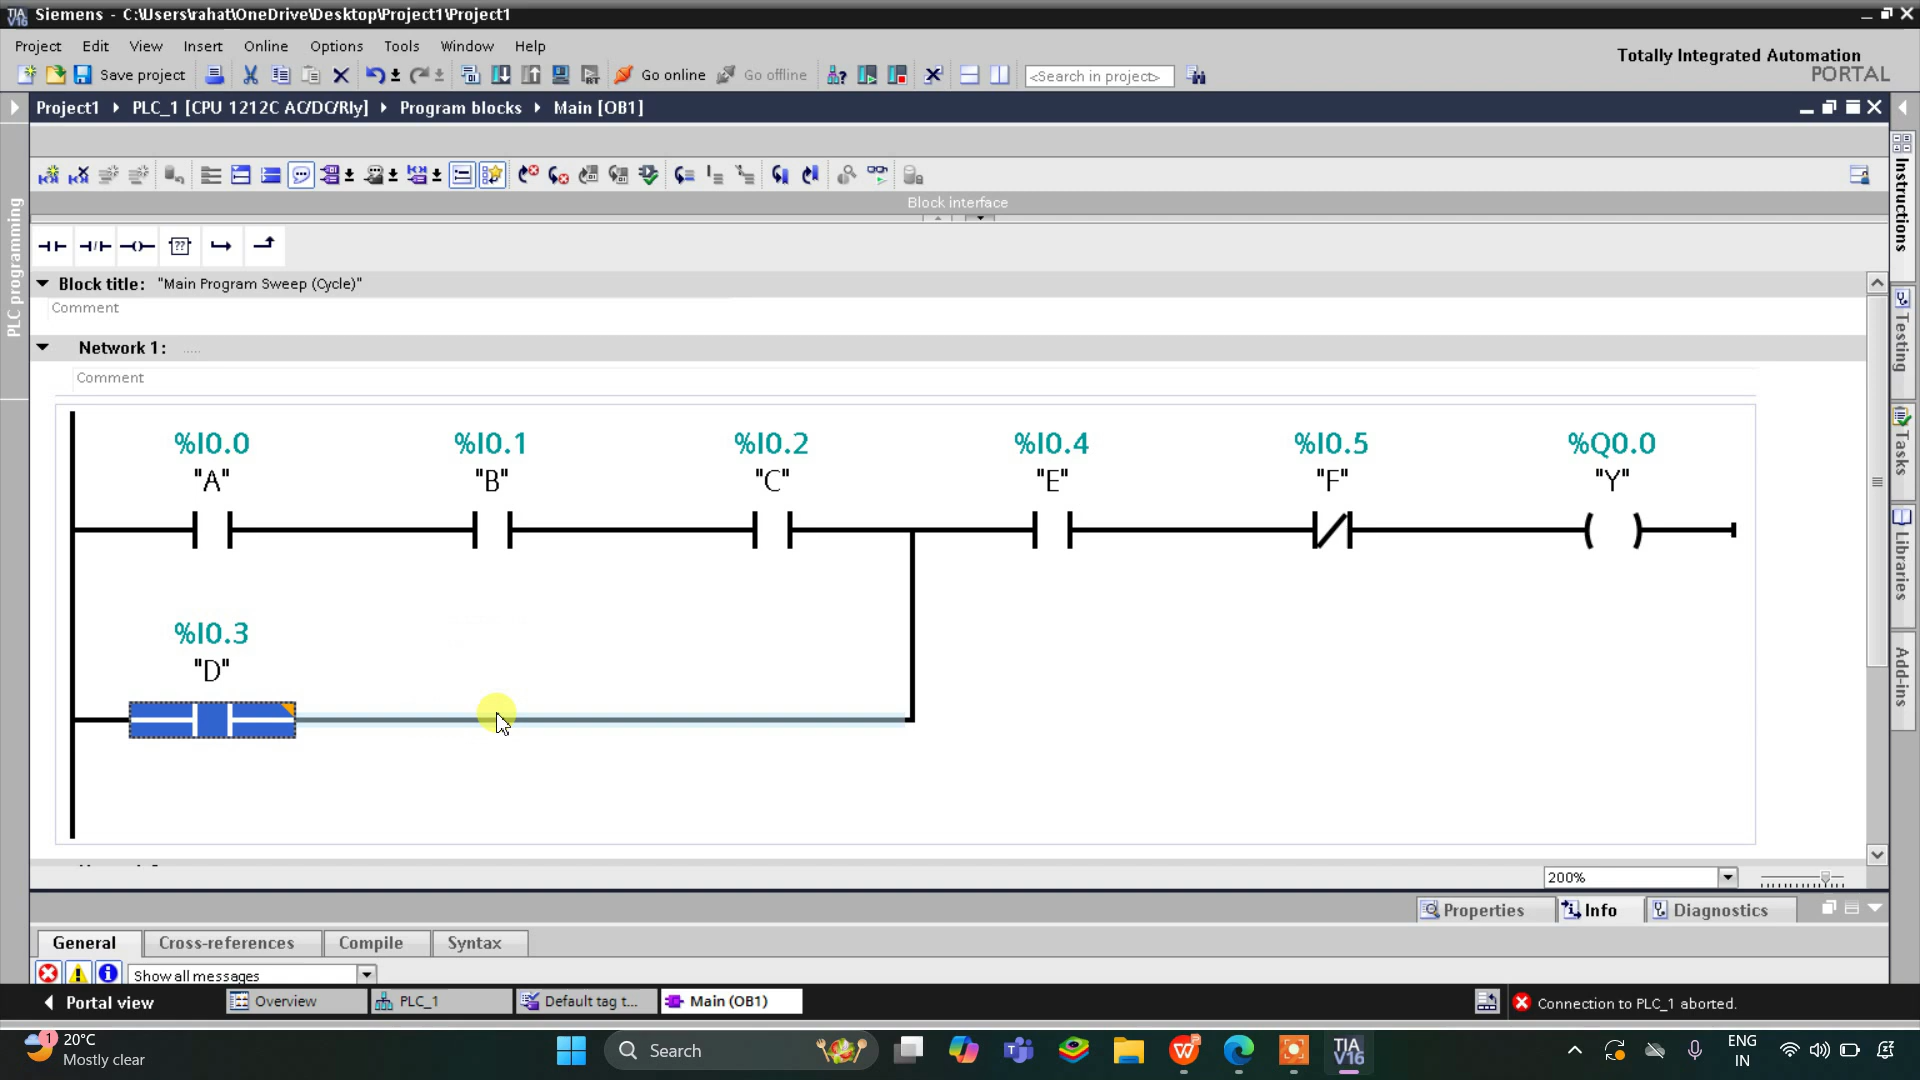 TIA V16 Siemens - C:\Users\rahat\OneDrive\Desktop\Project1\Project1
Project Edit View Insert Online Options Tools Window Help
Totally Integrated Automation
PORTAL
Save project Go online Go offline <Search in project>
Project1 PLC_1 [CPU 1212C AC/DC/Rly] Program blocks Main [OB1]
Block interface
??
Block title: "Main Program Sweep (Cycle)"
Comment
Network 1: .....
Comment
%I0.0 %I0.1 %I0.2 %I0.4 %I0.5 %Q0.0
"A" "B" "C" "E" "F" "Y"
%I0.3
"D"
200%
PLC programming
Instructions
Testing
Tasks
Libraries
Add-ins
Properties Info Diagnostics
General Cross-references Compile Syntax
Show all messages
Portal view Overview PLC_1 Default tag t... Main (OB1) Connection to PLC_1 aborted.
1 20°C
Mostly clear
Search
TIA V16
ENG
IN